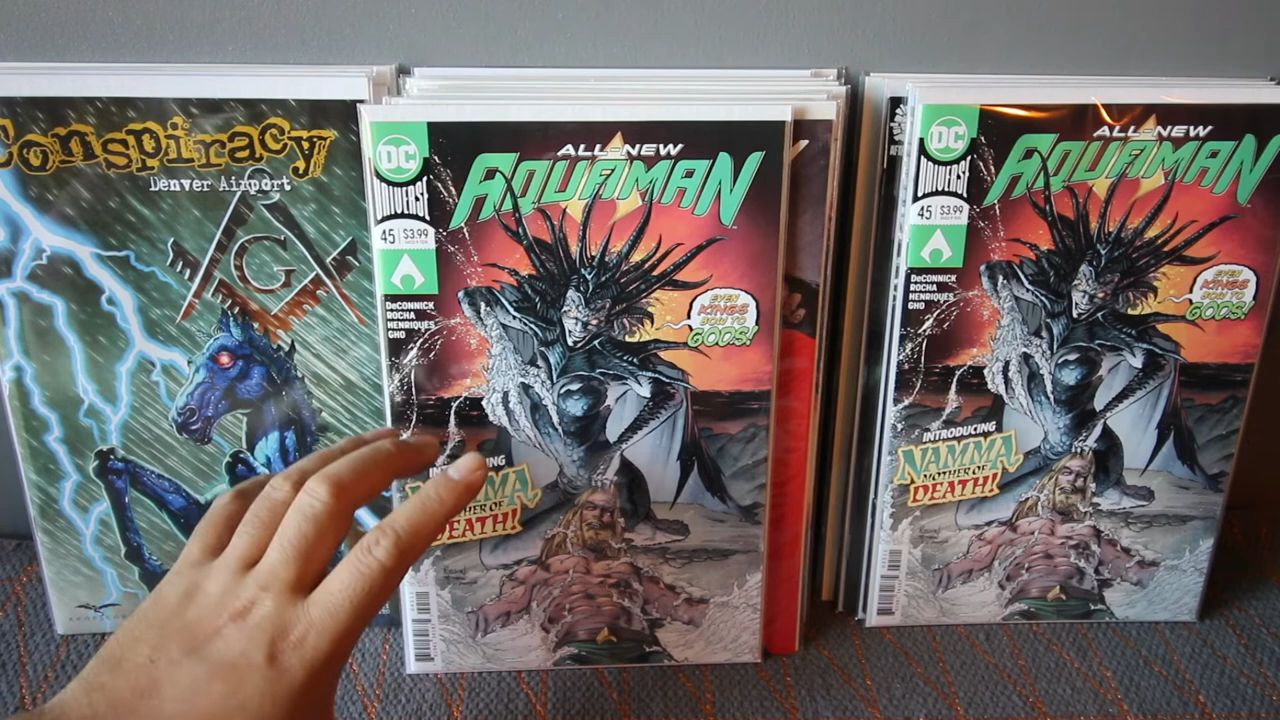 Conspiracy
Denver Airport
G
DC
UNIVERSE
45 $3.99
DeCONNICK
ROCHA
HENRIQUES
GHO
ALL-NEW
AQUAMAN
EVEN
KINGS
BOW TO
GODS!
DEATH!
DC
UNIVERSE
45 $3.99
DeCONNICK
ROCHA
HENRIQUES
GHO
ALL-NEW
AQUAMAN
EVEN
KINGS
BOW TO
GODS!
INTRODUCING
NAMMA,
MOTHER OF
DEATH!